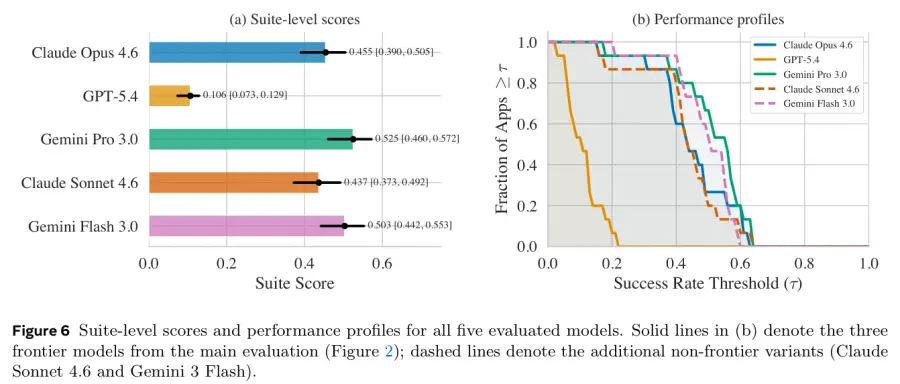 (a) Suite-level scores
Claude Opus 4.6
GPT-5.4
Gemini Pro 3.0
Claude Sonnet 4.6
Gemini Flash 3.0
0.455 [0.390, 0.505]
0.106 [0.073, 0.129]
0.525 [0.460, 0.572]
0.437 [0.373, 0.492]
0.503 [0.442, 0.553]
0.0 0.2 0.4 0.6
Suite Score
(b) Performance profiles
Fraction of Apps ≥ τ
1.0
0.8
0.6
0.4
0.2
0.0
Claude Opus 4.6
GPT-5.4
Gemini Pro 3.0
Claude Sonnet 4.6
Gemini Flash 3.0
0.0 0.2 0.4 0.6 0.8 1.0
Success Rate Threshold (τ)
Figure 6 Suite-level scores and performance profiles for all five evaluated models. Solid lines in (b) denote the three
frontier models from the main evaluation (Figure 2); dashed lines denote the additional non-frontier variants (Claude
Sonnet 4.6 and Gemini 3 Flash).